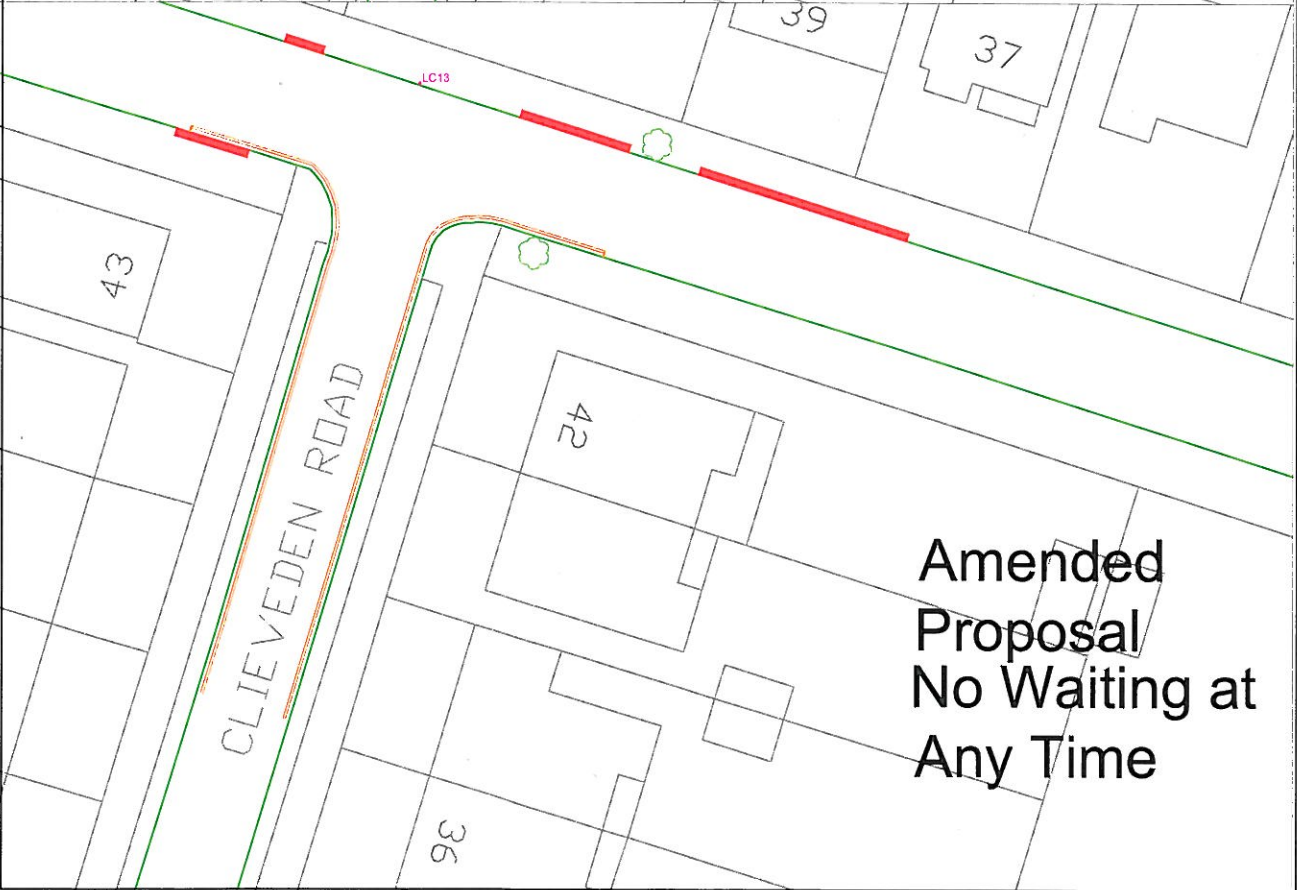 39
37
LC13
43
42
CLIEVEDEN ROAD
Amended
Proposal
No Waiting at
Any Time
36